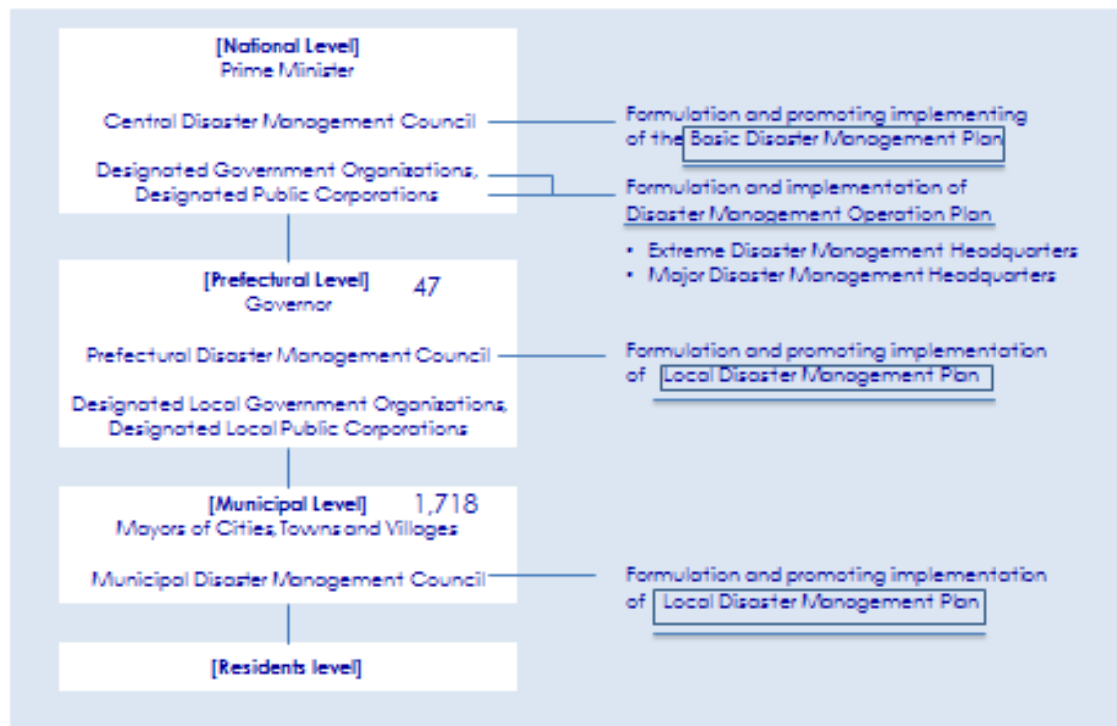 [National Level]
Prime Minister
Central Disaster Management Council
Formulation and promoting implementing
of the Basic Disaster Management Plan
Designated Government Organizations,
Designated Public Corporations
Formulation and implementation of
Disaster Management Operation Plan
• Extreme Disaster Management Headquarters
• Major Disaster Management Headquarters
[Prefectural Level] 47
Governor
Prefectural Disaster Management Council
Formulation and promoting implementation
of Local Disaster Management Plan
Designated Local Government Organizations,
Designated Local Public Corporations
[Municipal Level] 1,718
Mayors of Cities, Towns and Villages
Municipal Disaster Management Council
Formulation and promoting implementation
of Local Disaster Management Plan
[Residents level]